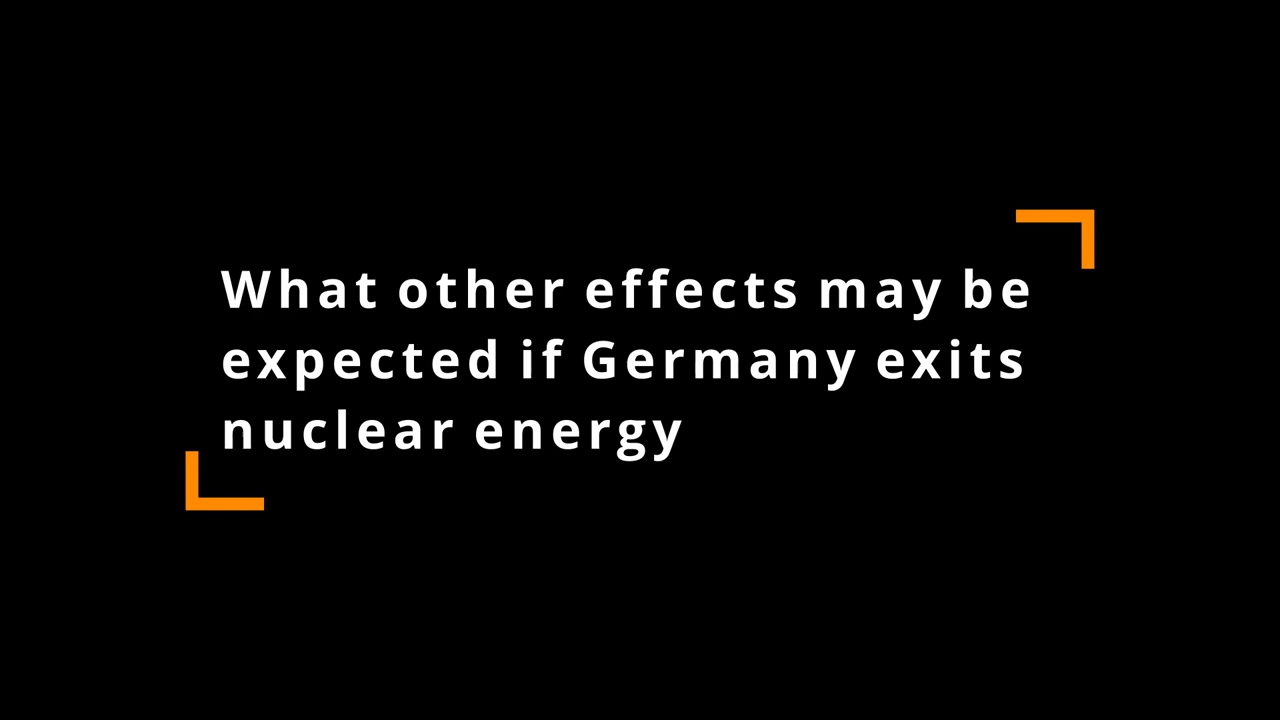 What other effects may be
expected if Germany exits
nuclear energy